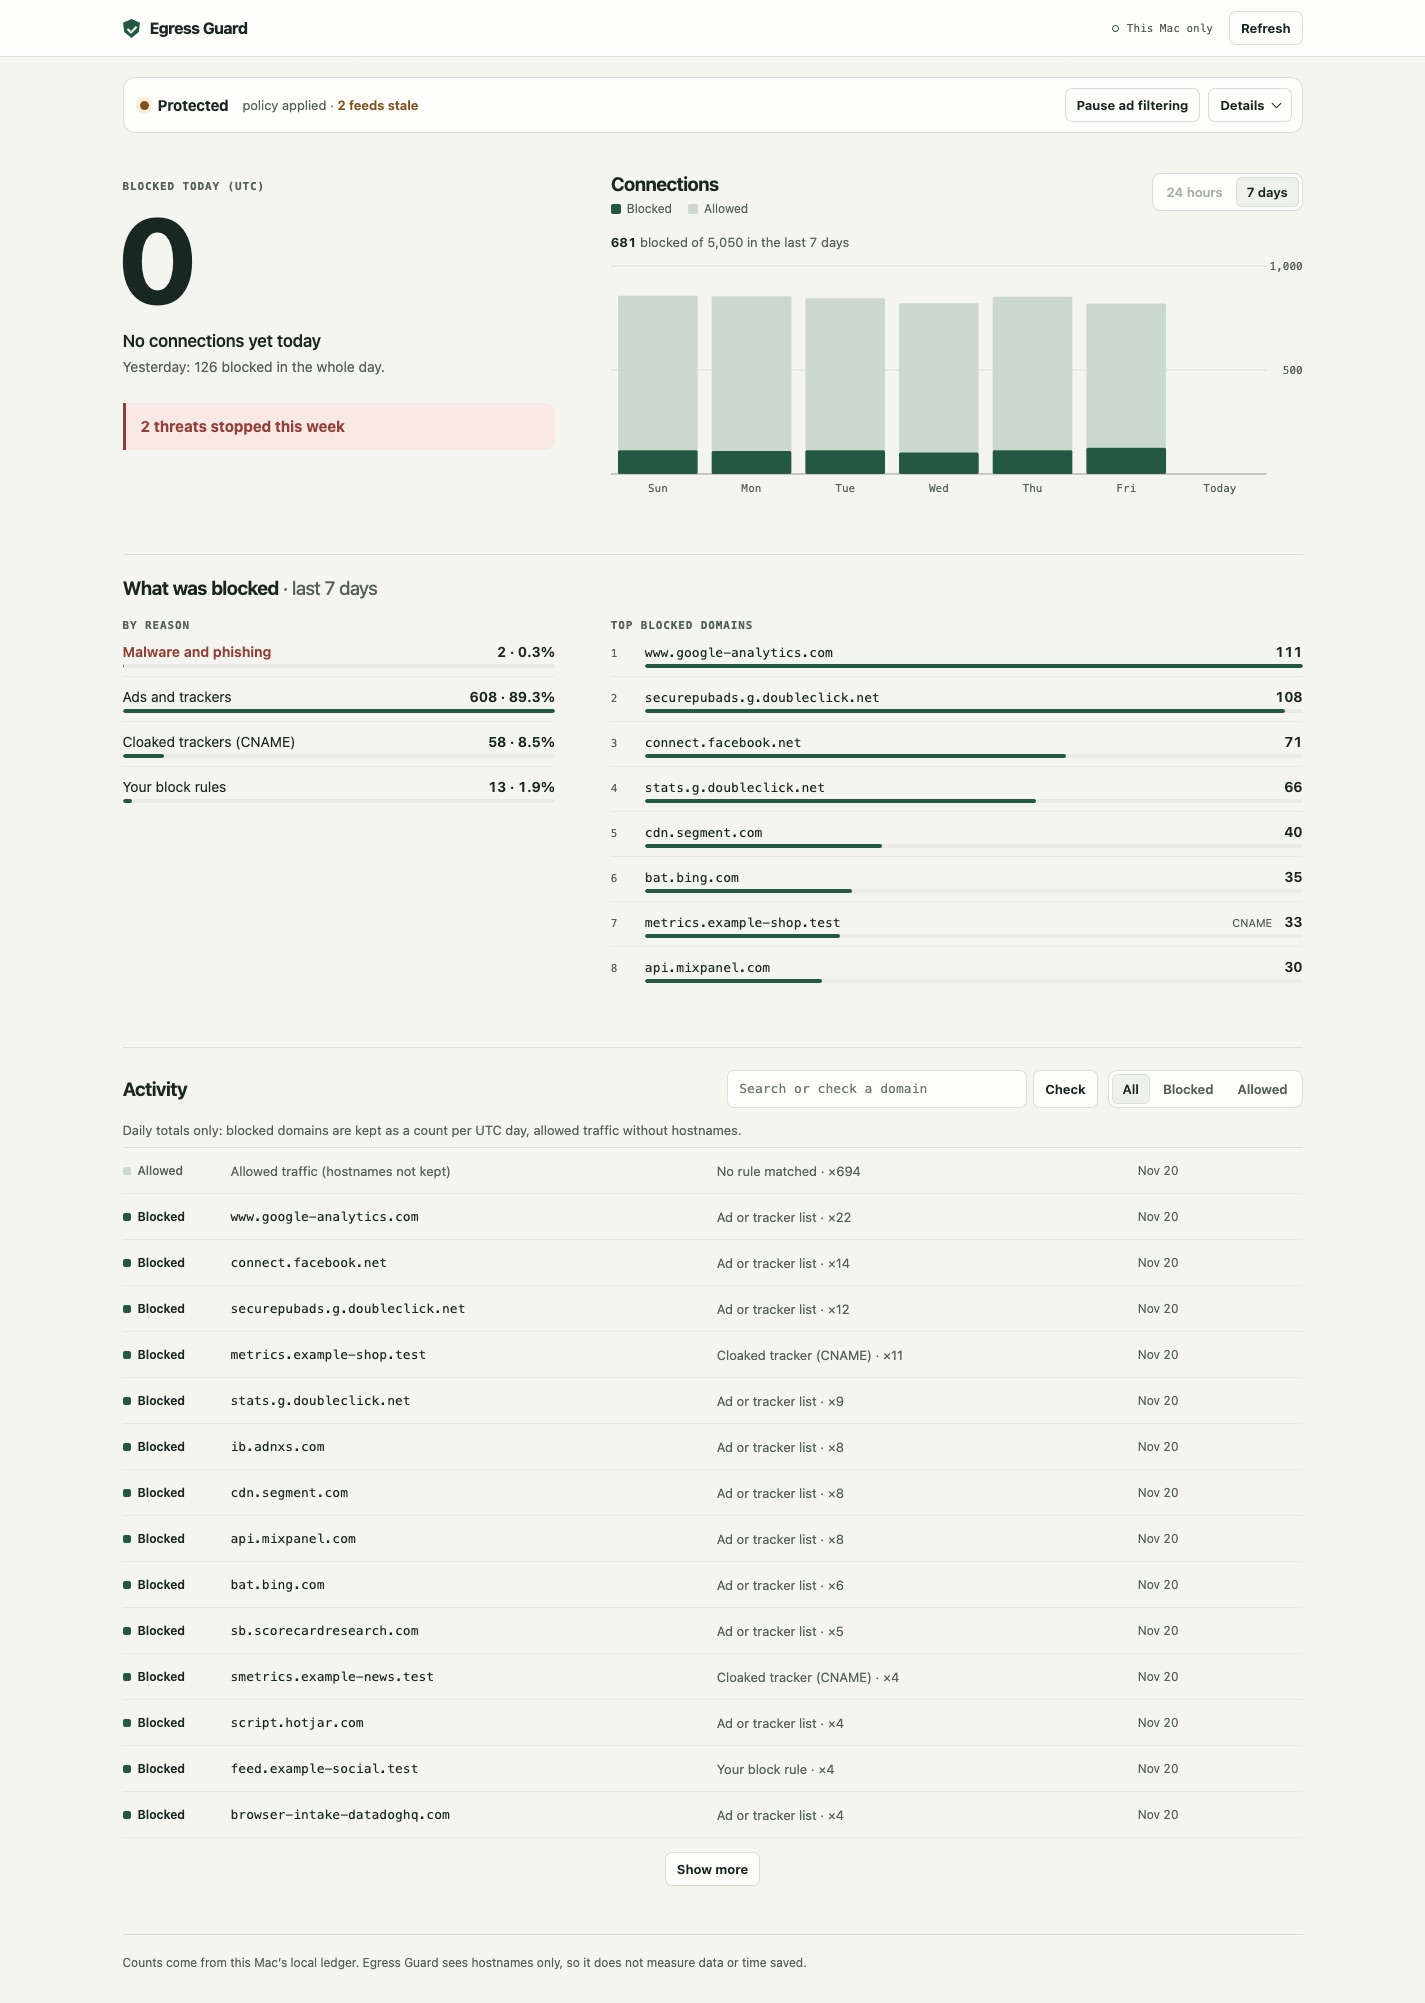 Egress Guard
This Mac only
Refresh
Protected policy applied · 2 feeds stale
Pause ad filtering
Details
BLOCKED TODAY (UTC)
0
No connections yet today
Yesterday: 126 blocked in the whole day.
2 threats stopped this week
Connections
24 hours 7 days
Blocked Allowed
681 blocked of 5,050 in the last 7 days
1,000
500
Sun Mon Tue Wed Thu Fri Today
What was blocked · last 7 days
BY REASON
Malware and phishing 2 · 0.3%
Ads and trackers 608 · 89.3%
Cloaked trackers (CNAME) 58 · 8.5%
Your block rules 13 · 1.9%
TOP BLOCKED DOMAINS
1 www.google-analytics.com 111
2 securepubads.g.doubleclick.net 108
3 connect.facebook.net 71
4 stats.g.doubleclick.net 66
5 cdn.segment.com 40
6 bat.bing.com 35
7 metrics.example-shop.test CNAME 33
8 api.mixpanel.com 30
Activity
Search or check a domain
Check
All Blocked Allowed
Daily totals only: blocked domains are kept as a count per UTC day, allowed traffic without hostnames.
Allowed Allowed traffic (hostnames not kept) No rule matched · ×694 Nov 20
Blocked www.google-analytics.com Ad or tracker list · ×22 Nov 20
Blocked connect.facebook.net Ad or tracker list · ×14 Nov 20
Blocked securepubads.g.doubleclick.net Ad or tracker list · ×12 Nov 20
Blocked metrics.example-shop.test Cloaked tracker (CNAME) · ×11 Nov 20
Blocked stats.g.doubleclick.net Ad or tracker list · ×9 Nov 20
Blocked ib.adnxs.com Ad or tracker list · ×8 Nov 20
Blocked cdn.segment.com Ad or tracker list · ×8 Nov 20
Blocked api.mixpanel.com Ad or tracker list · ×8 Nov 20
Blocked bat.bing.com Ad or tracker list · ×6 Nov 20
Blocked sb.scorecardresearch.com Ad or tracker list · ×5 Nov 20
Blocked smetrics.example-news.test Cloaked tracker (CNAME) · ×4 Nov 20
Blocked script.hotjar.com Ad or tracker list · ×4 Nov 20
Blocked feed.example-social.test Your block rule · ×4 Nov 20
Blocked browser-intake-datadoghq.com Ad or tracker list · ×4 Nov 20
Show more
Counts come from this Mac's local ledger. Egress Guard sees hostnames only, so it does not measure data or time saved.